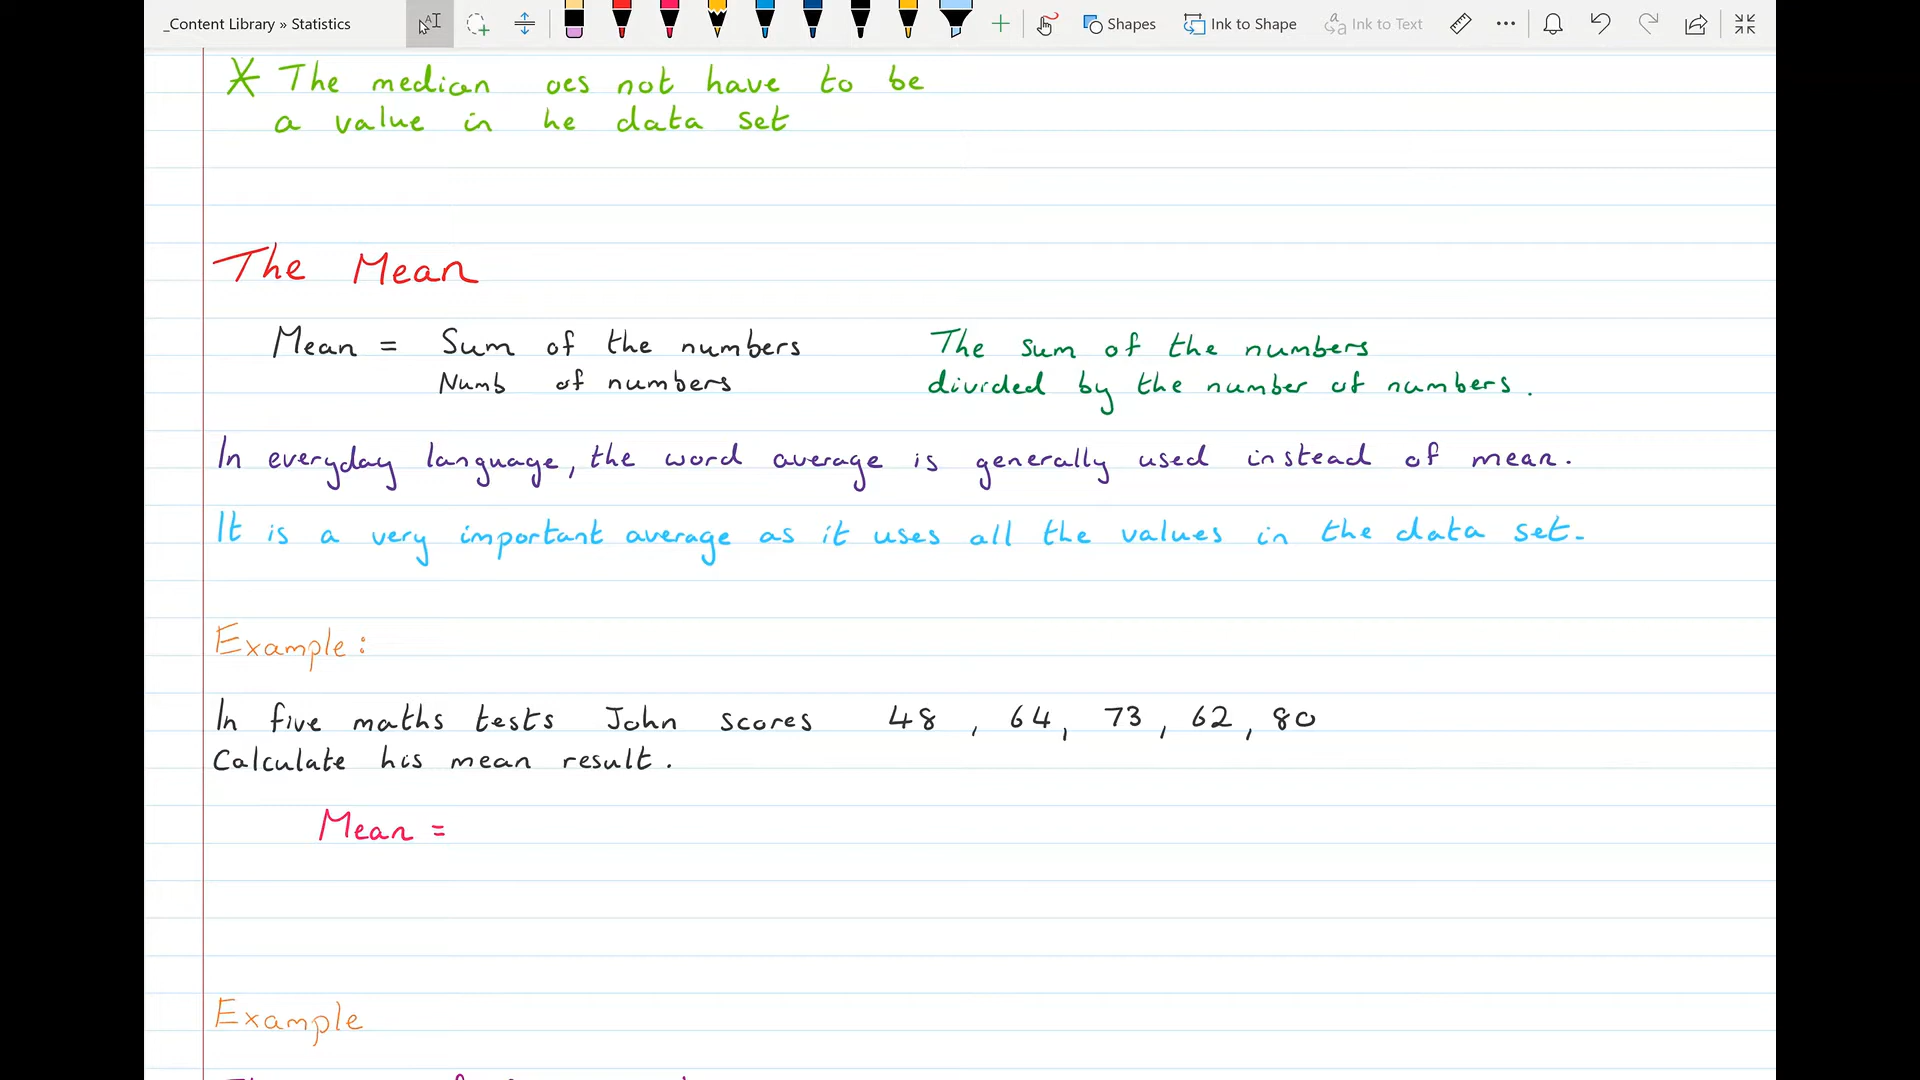 _Content Library » Statistics
Shapes
Ink to Shape
Ink to Text
* The median oes not have to be
a value in he data set
The Mean
Mean = Sum of the numbers
Numb of numbers
The sum of the numbers
divided by the number of numbers.
In everyday language, the word average is generally used instead of mean.
It is a very important average as it uses all the values in the data set.
Example:
In five maths tests John scores 48 , 64, 73, 62, 80
Calculate his mean result.
Mean =
Example